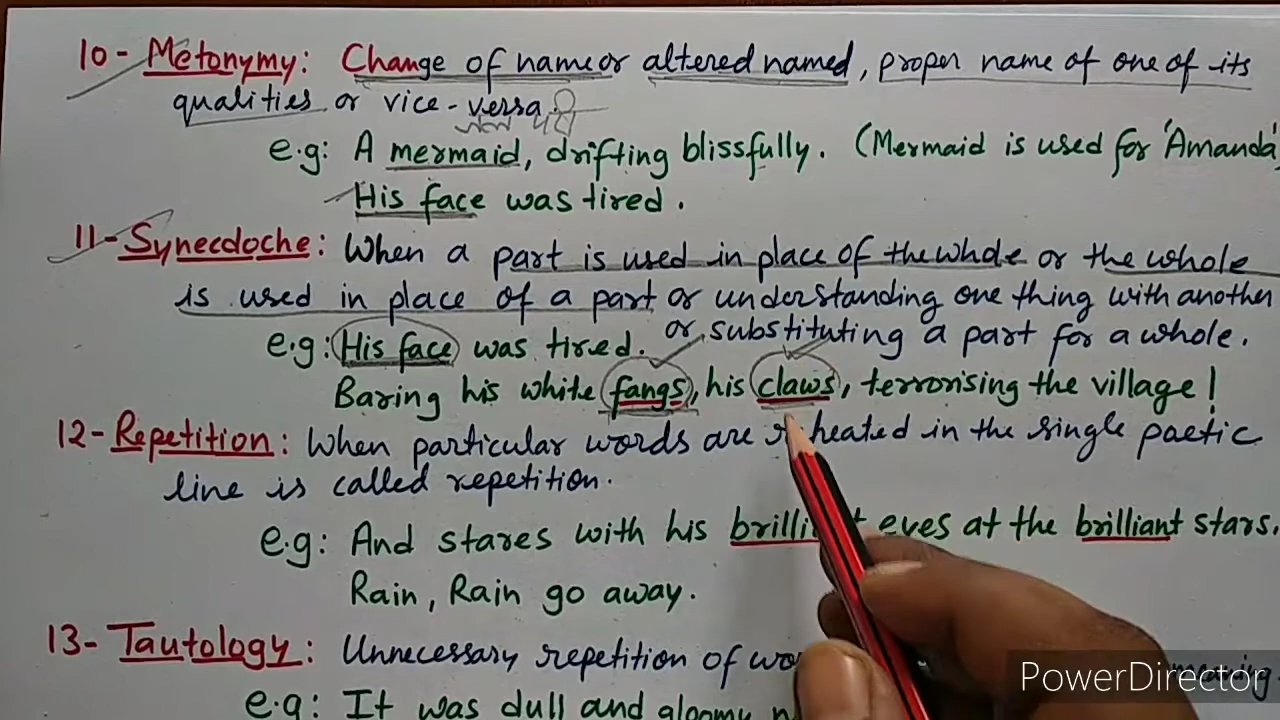 10- Metonymy: Change of name or altered named, proper name of one of its
qualities or vice-versa.
e.g: A mermaid, drifting blissfully. (Mermaid is used for 'Amanda'
His face was tired.
11- Synecdoche: When a part is used in place of the whole or the whole
is used in place of a part or understanding one thing with another
or substituting a part for a whole.
e.g: His face was tired.
Baring his white fangs, his claws, terrorising the village!
12- Repetition: When particular words are in the single poetic
line is called repetition.
e.g: And stares with his eyes at the brilliant stars.
Rain, Rain go away.
13- Tautology: Unnecessary repetition of meaning.
e.g: It was dull and gloomy
PowerDirector